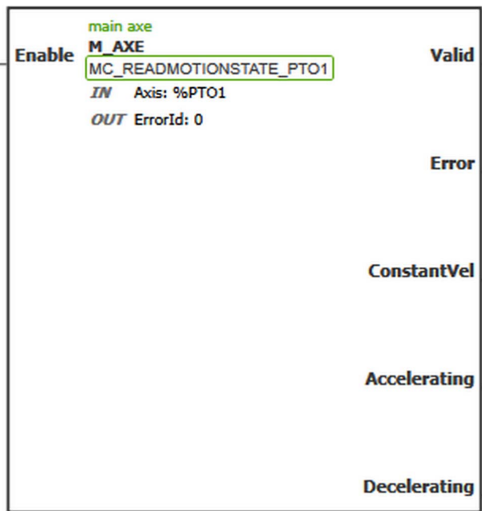 main axe
Enable M_AXE Valid
MC_READMOTIONSTATE_PTO1
IN Axis: %PTO1
OUT ErrorId: 0
Error
ConstantVel
Accelerating
Decelerating